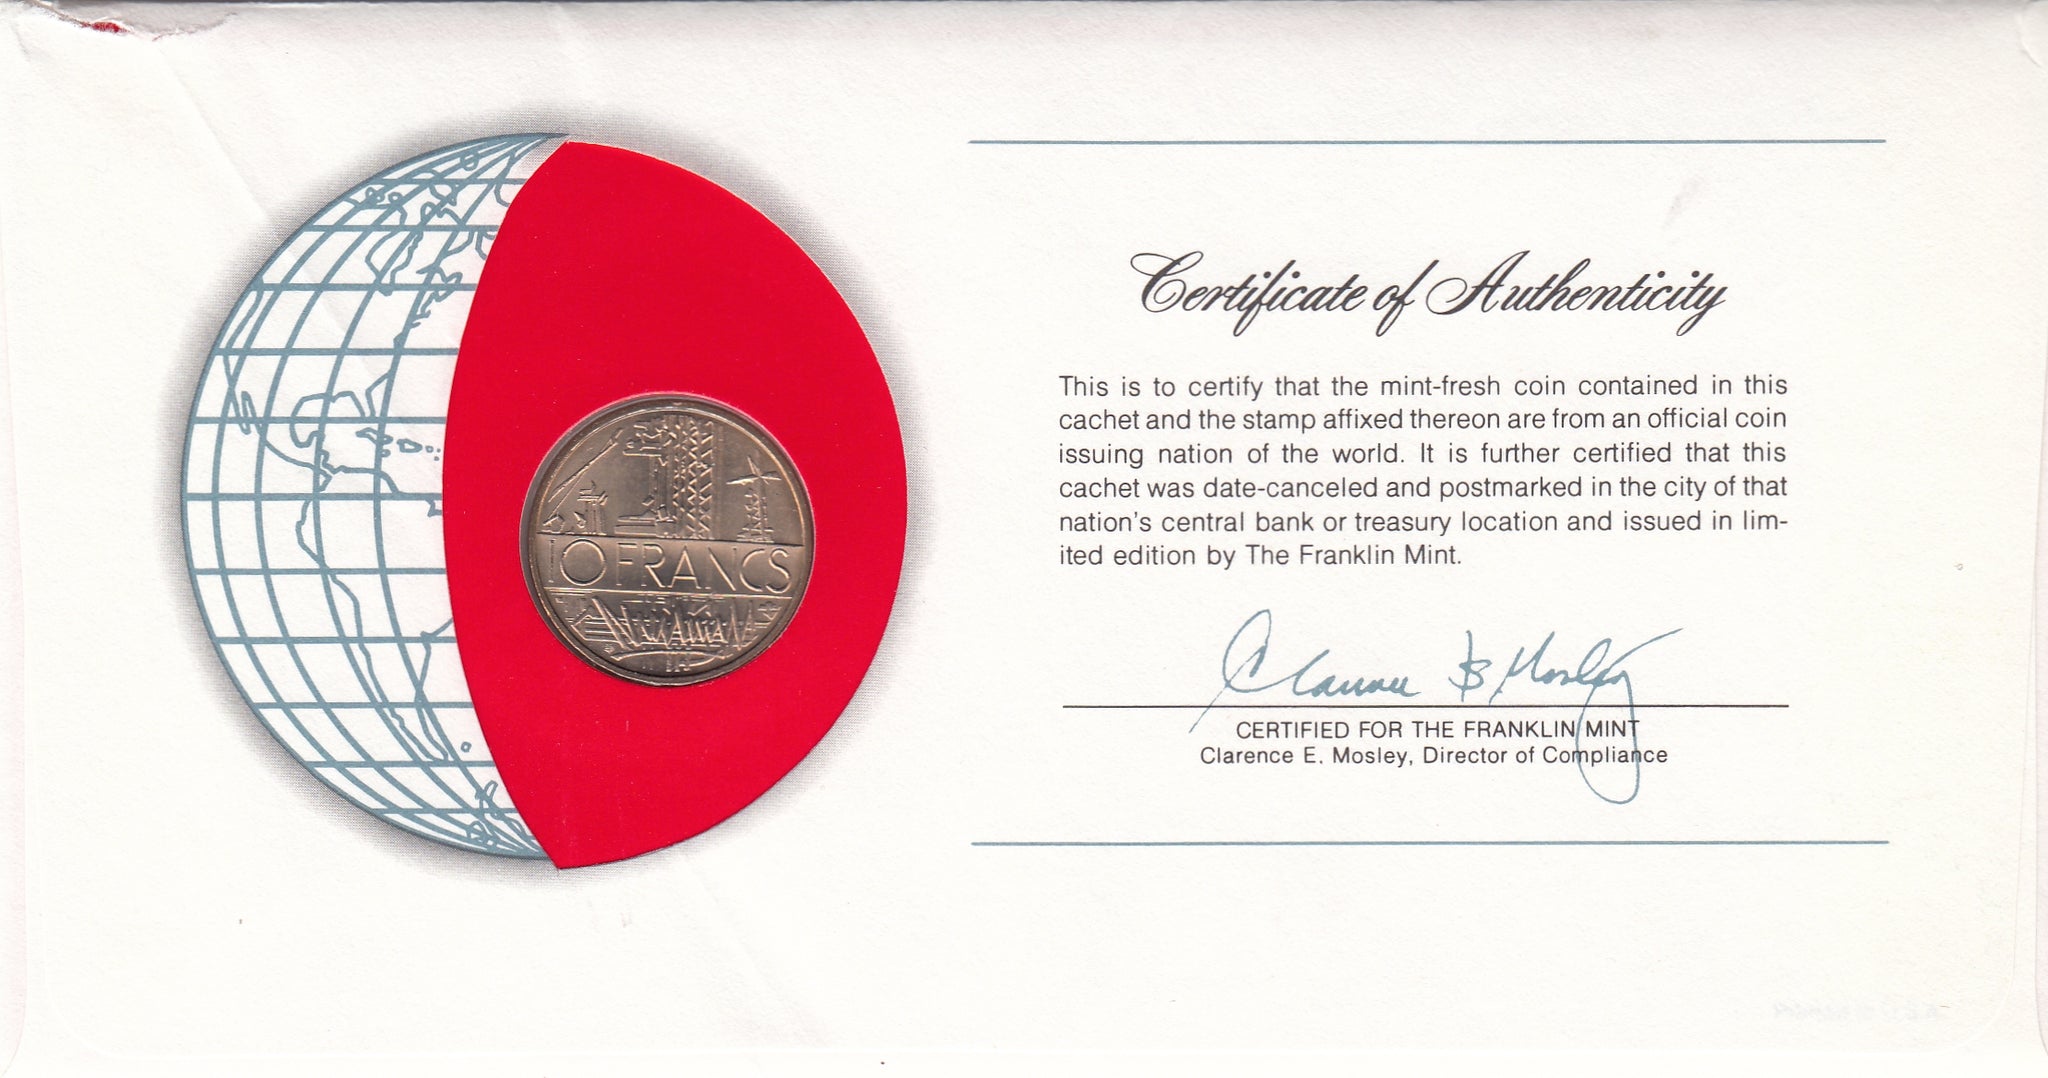 Certificate of Authenticity
This is to certify that the mint-fresh coin contained in this
cachet and the stamp affixed thereon are from an official coin
issuing nation of the world. It is further certified that this
cachet was date-canceled and postmarked in the city of that
nation's central bank or treasury location and issued in lim-
ited edition by The Franklin Mint.
10 FRANCS
Clarence E Mosley
CERTIFIED FOR THE FRANKLIN MINT
Clarence E. Mosley, Director of Compliance